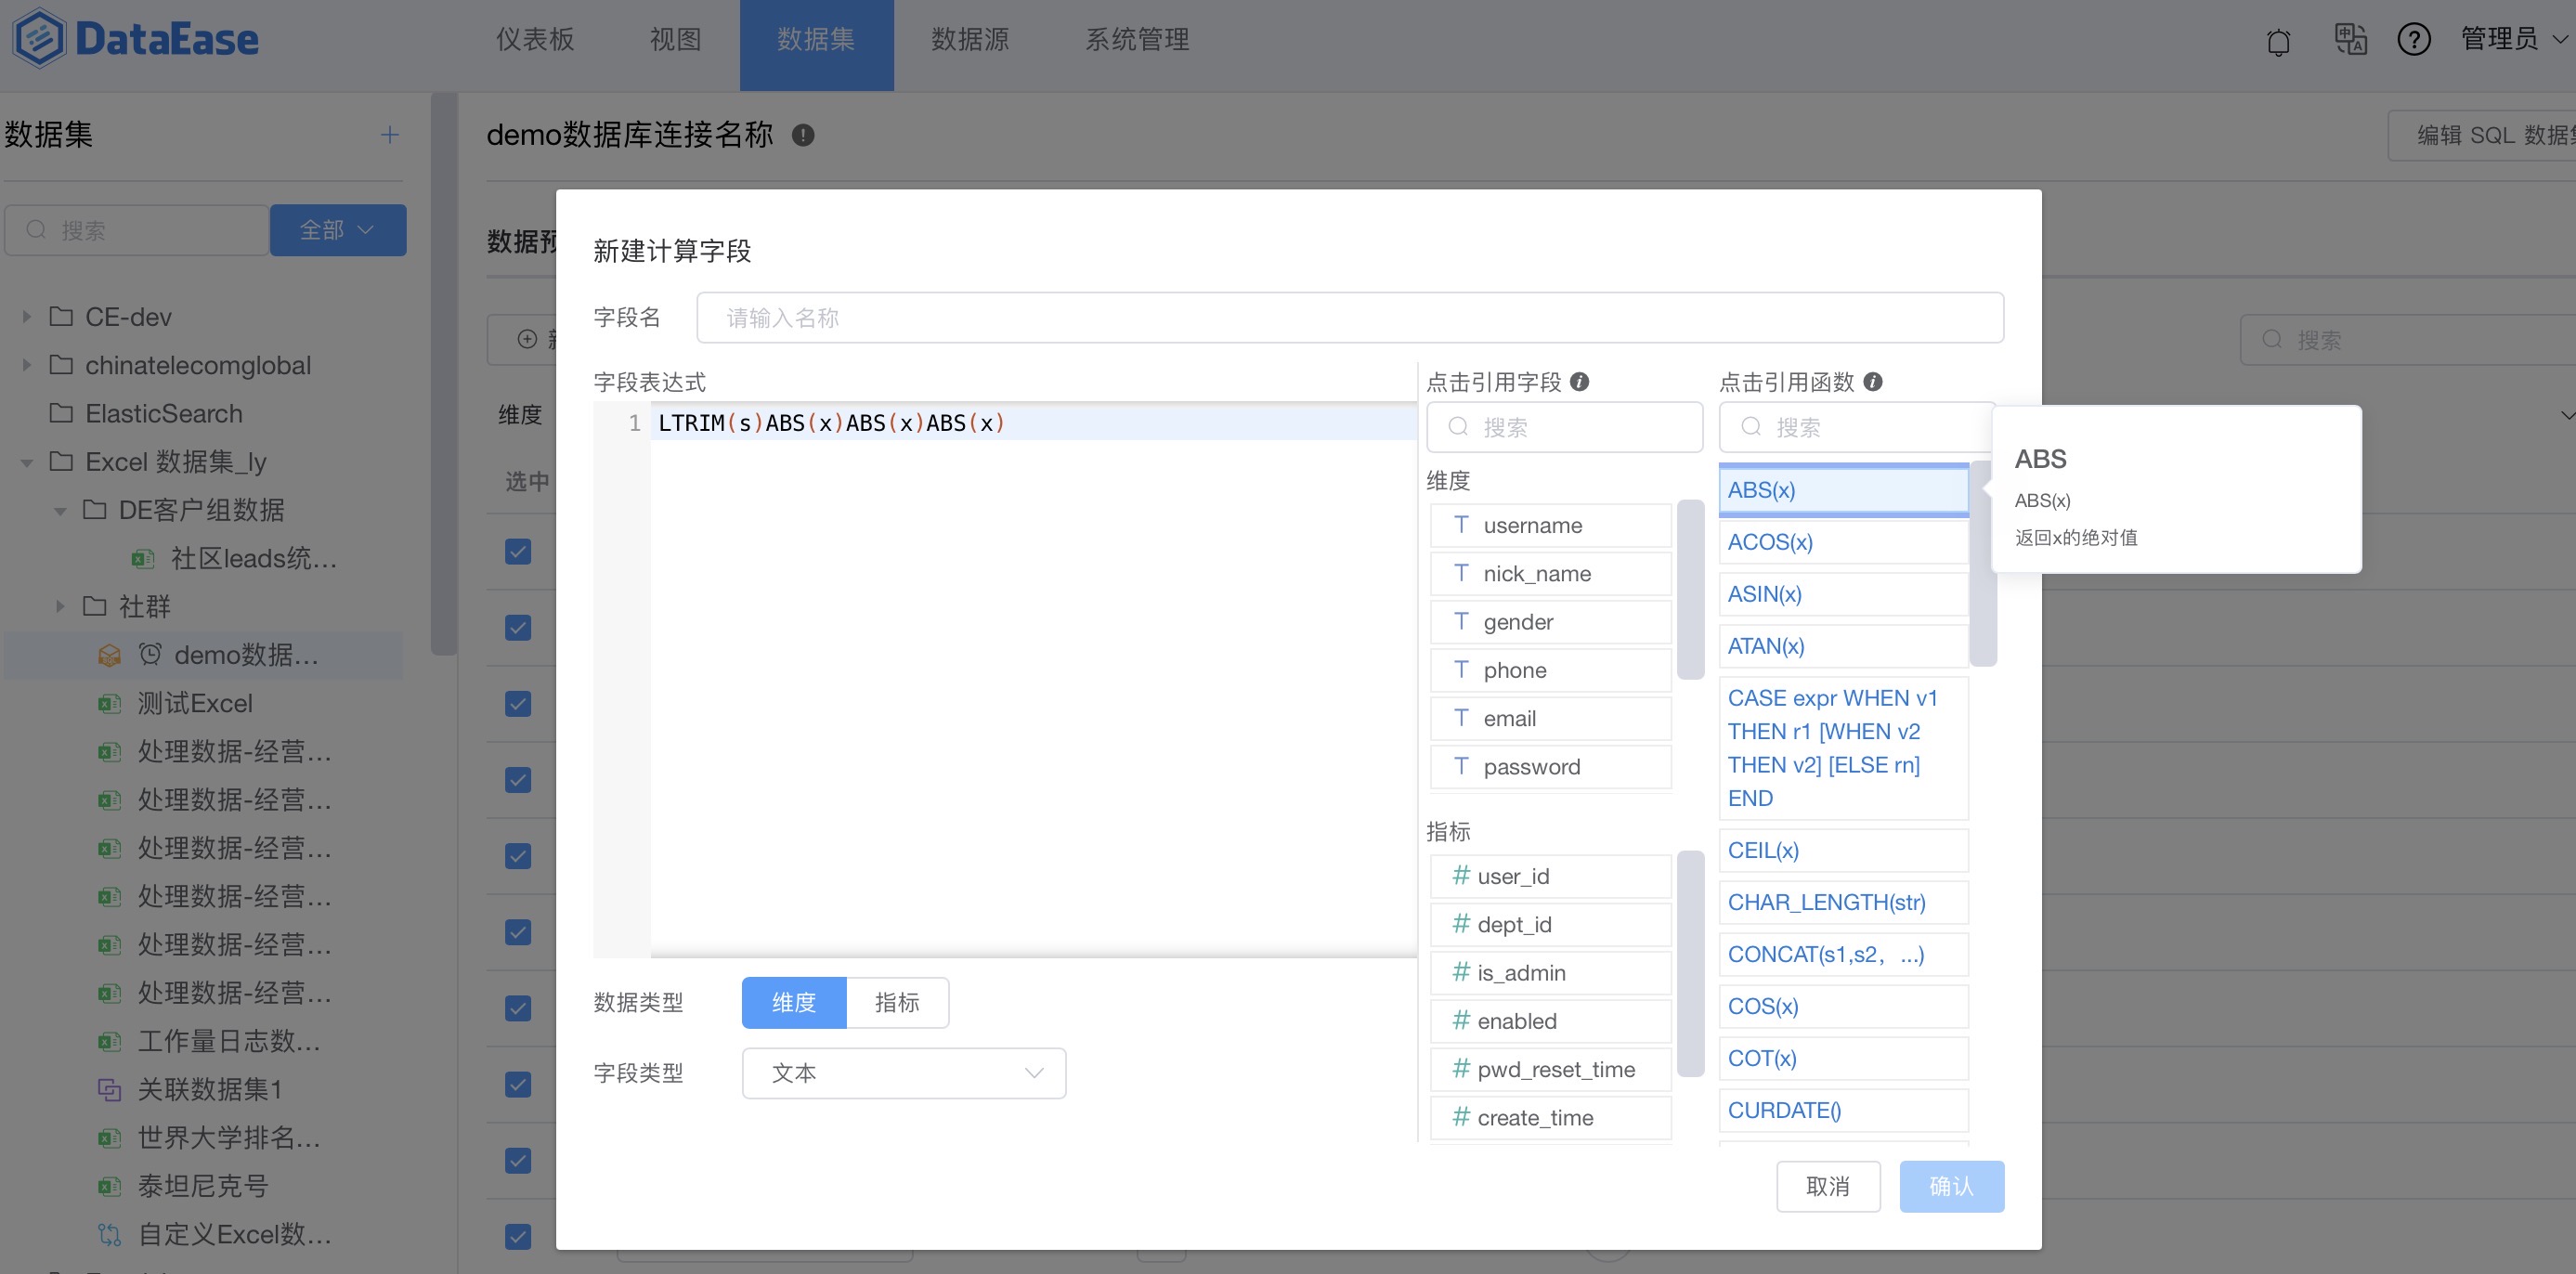 DataEase
仪表板
视图
数据集
数据源
系统管理
管理员
数据集
搜索
全部
CE-dev
chinatelecomglobal
ElasticSearch
Excel 数据集_ly
DE客户组数据
社区leads统...
社群
demo数据...
测试Excel
处理数据-经营...
处理数据-经营...
处理数据-经营...
处理数据-经营...
处理数据-经营...
处理数据-经营...
工作量日志数...
关联数据集1
世界大学排名...
泰坦尼克号
自定义Excel数...
demo数据库连接名称
编辑 SQL 数据
数据预
搜索
维度
选中
新建计算字段
字段名
请输入名称
字段表达式
1 LTRIM(s)ABS(x)ABS(x)ABS(x)
数据类型
维度
指标
字段类型
文本
点击引用字段
搜索
维度
T username
T nick_name
T gender
T phone
T email
T password
指标
# user_id
# dept_id
# is_admin
# enabled
# pwd_reset_time
# create_time
点击引用函数
搜索
ABS(x)
ACOS(x)
ASIN(x)
ATAN(x)
CASE expr WHEN v1
THEN r1 [WHEN v2
THEN v2] [ELSE rn]
END
CEIL(x)
CHAR_LENGTH(str)
CONCAT(s1,s2，...)
COS(x)
COT(x)
CURDATE()
ABS
ABS(x)
返回x的绝对值
取消
确认